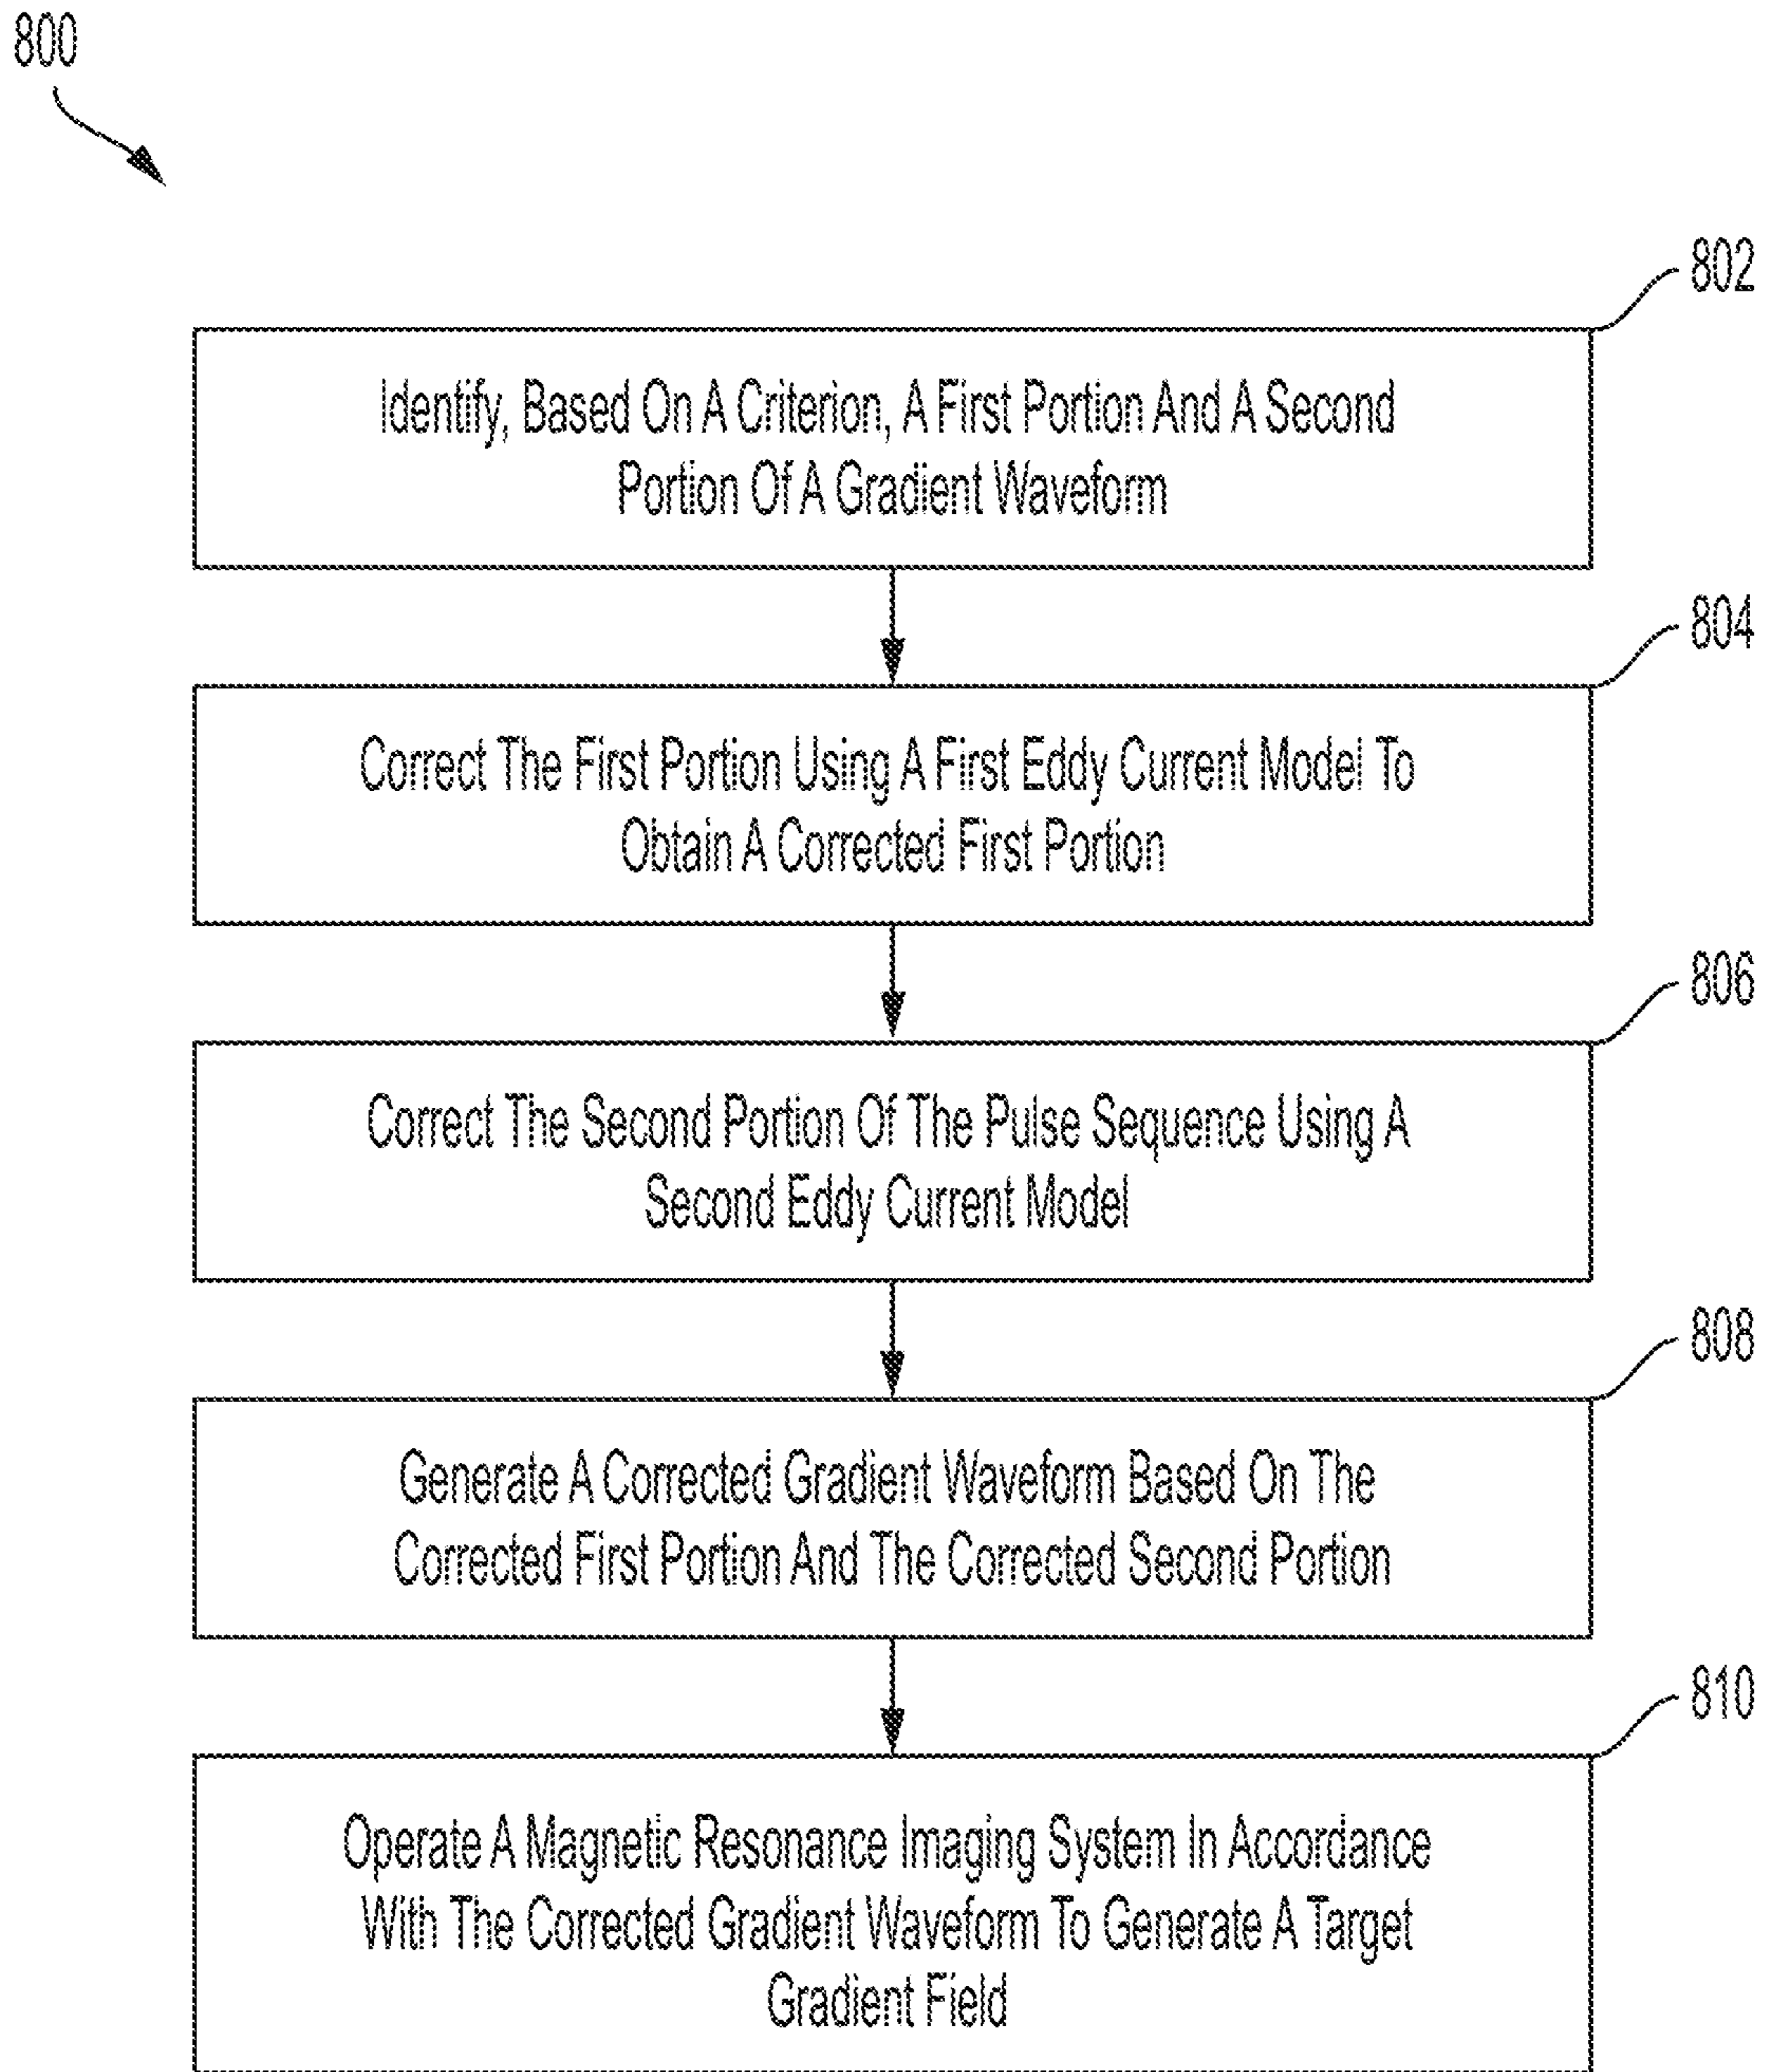 800
802
Identify, Based On A Criterion, A First Portion And A Second
Portion Of A Gradient Waveform
804
Correct The First Portion Using A First Eddy Current Model To
Obtain A Corrected First Portion
806
Correct The Second Portion Of The Pulse Sequence Using A
Second Eddy Current Model
808
Generate A Corrected Gradient Waveform Based On The
Corrected First Portion And The Corrected Second Portion
810
Operate A Magnetic Resonance Imaging System In Accordance
With The Corrected Gradient Waveform To Generate A Target
Gradient Field